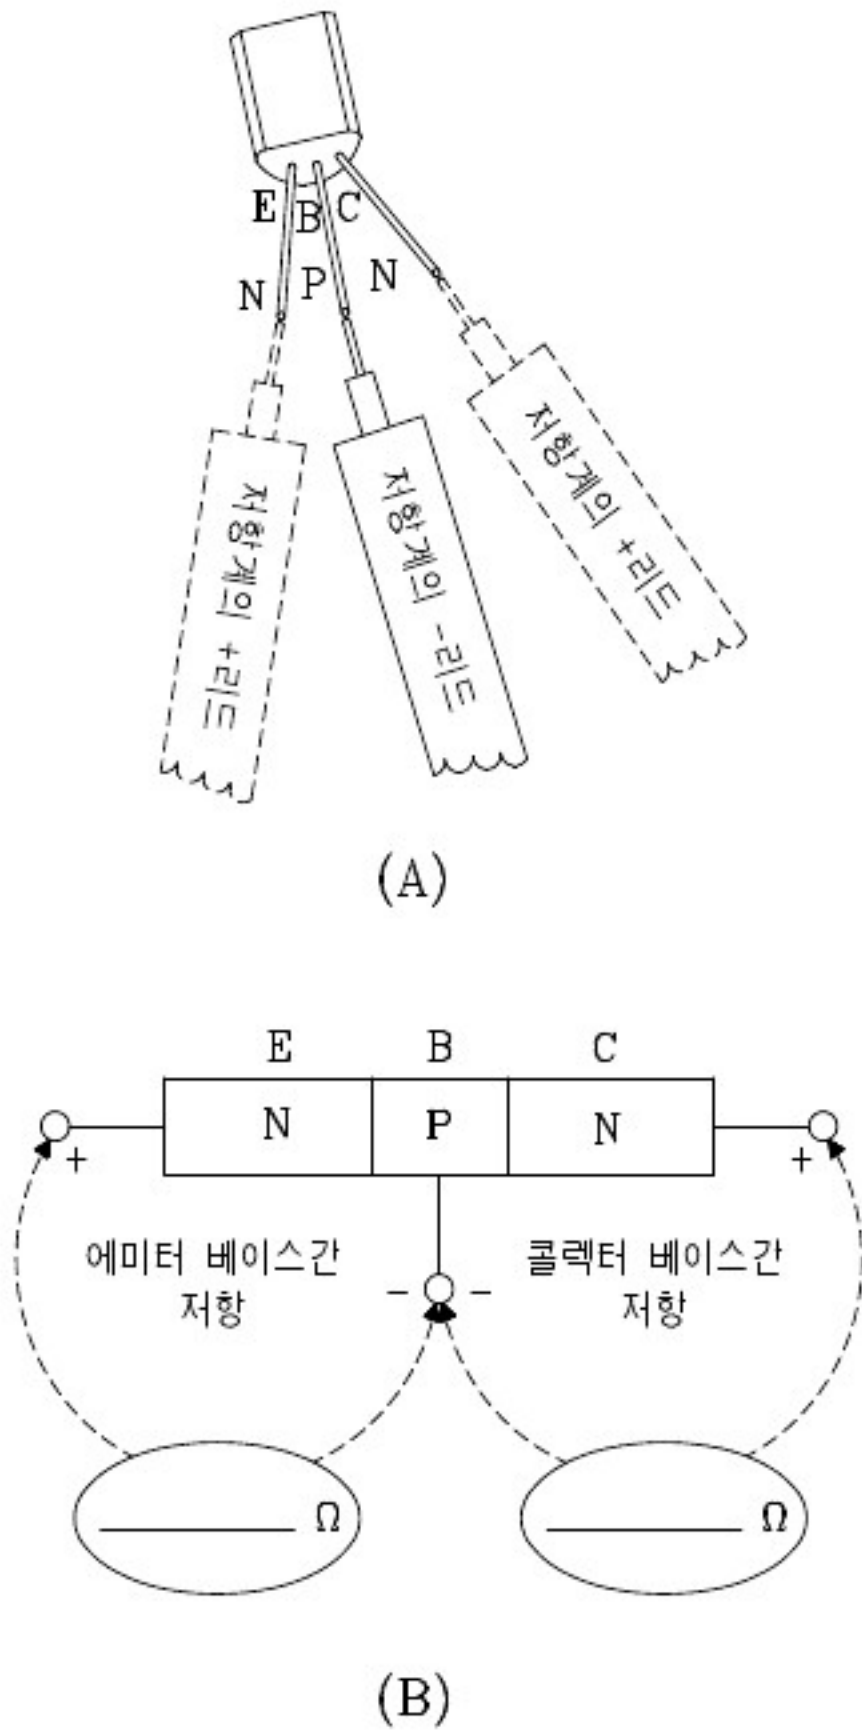 E B C
N P N
저항계의 +리드
저항계의 -리드
저항계의 +리드
(A)
E B C
N P N
+ +
에미터 베이스간
저항
콜렉터 베이스간
저항
- -
Ω Ω
(B)